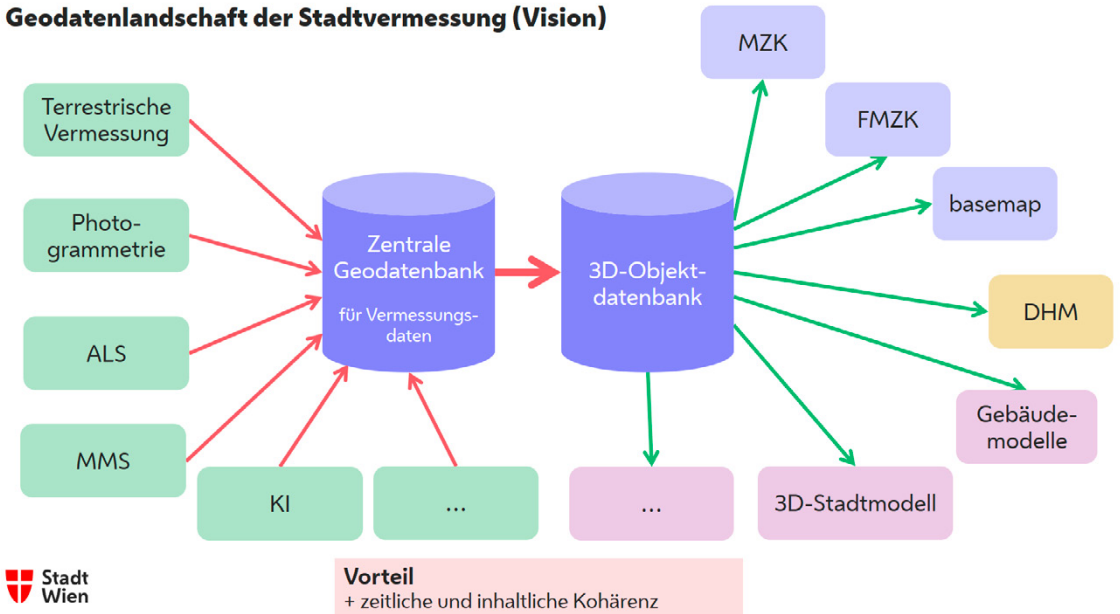 Geodatenlandschaft der Stadtvermessung (Vision)
MZK
FMZK
basemap
DHM
Gebäude-
modelle
3D-Stadtmodell
...
Terrestrische
Vermessung
Photo-
grammetrie
ALS
MMS
KI
...
Zentrale
Geodatenbank
für Vermessungs-
daten
3D-Objekt-
datenbank
Stadt
Wien
Vorteil
+ zeitliche und inhaltliche Kohärenz